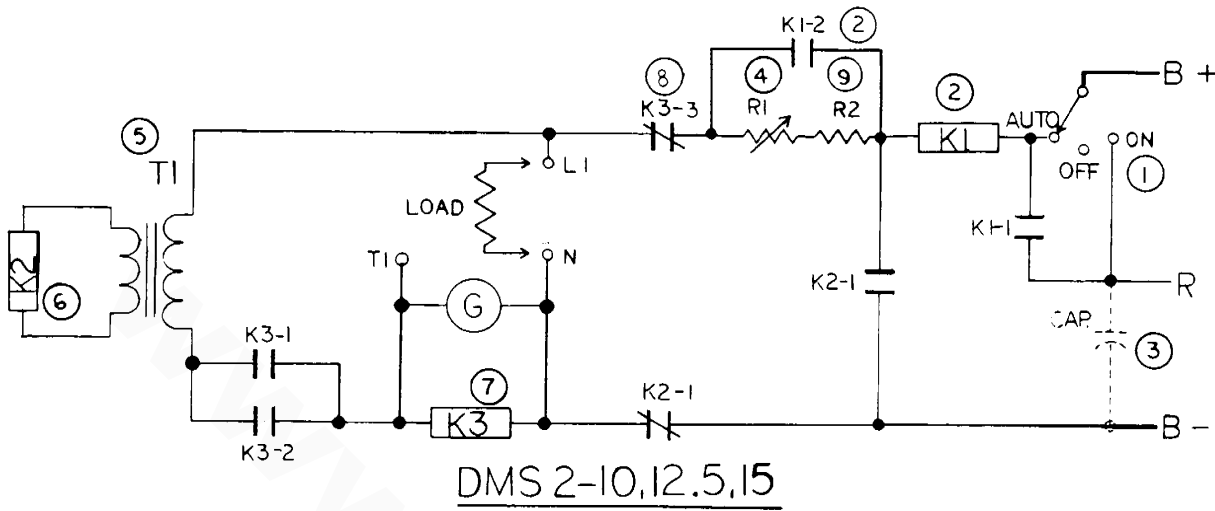 K1-2 2
8 4 9
K3-3 R1 R2 2 B +
5 AUTO
T1 L1 K1 ON
OFF 1
LOAD
K1-1
K2 T1 N
K2-1 R
6 G
CAP.
K3-1 3
7 K2-1
K3 B -
K3-2
DMS 2-10,12.5,15